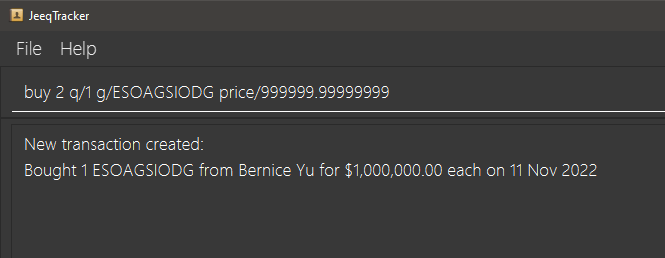 JeeqTracker
File Help
buy 2 q/1 g/ESOAGSIODG price/999999.99999999
New transaction created:
Bought 1 ESOAGSIODG from Bernice Yu for $1,000,000.00 each on 11 Nov 2022